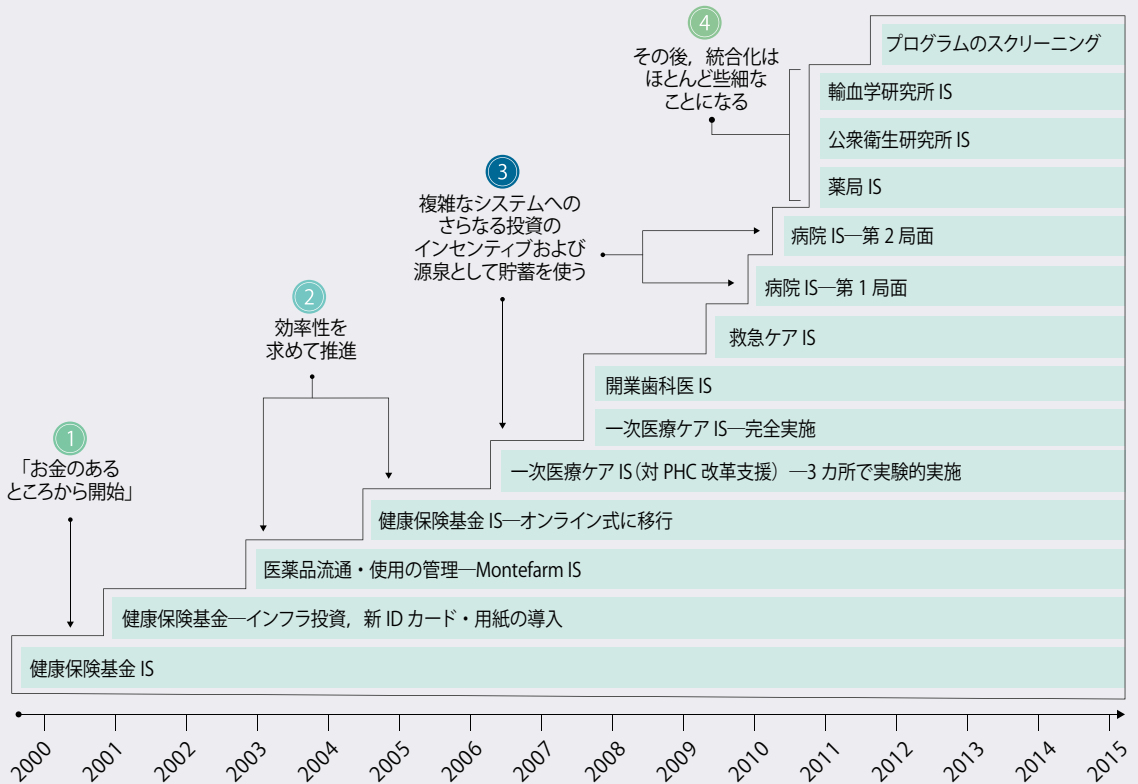 4
その後，統合化は
ほとんど些細な
ことになる
プログラムのスクリーニング
輸血学研究所 IS
公衆衛生研究所 IS
薬局 IS
3
複雑なシステムへの
さらなる投資の
インセンティブおよび
源泉として貯蓄を使う
病院 IS―第 2 局面
病院 IS―第 1 局面
救急ケア IS
2
効率性を
求めて推進
開業歯科医 IS
一次医療ケア IS―完全実施
一次医療ケア IS（対 PHC 改革支援）―3 カ所で実験的実施
1
「お金のある
ところから開始」
健康保険基金 IS―オンライン式に移行
医薬品流通・使用の管理―Montefarm IS
健康保険基金―インフラ投資，新 ID カード・用紙の導入
健康保険基金 IS
2000
2001
2002
2003
2004
2005
2006
2007
2008
2009
2010
2011
2012
2013
2014
2015